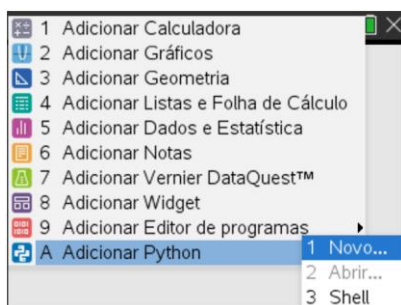 1 Adicionar Calculadora
2 Adicionar Gráficos
3 Adicionar Geometria
4 Adicionar Listas e Folha de Cálculo
5 Adicionar Dados e Estatística
6 Adicionar Notas
7 Adicionar Vernier DataQuest™
8 Adicionar Widget
9 Adicionar Editor de programas
A Adicionar Python
1 Novo...
2 Abrir...
3 Shell